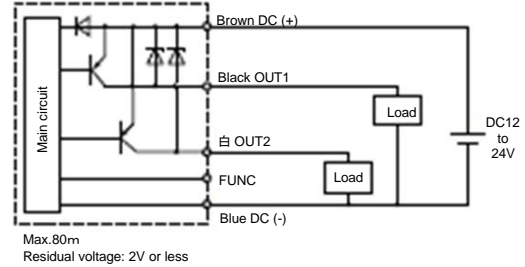 Brown DC (+)
Main circuit
Black OUT1
Load
DC12
to
24V
白 OUT2
Load
FUNC
Blue DC (-)
Max.80m
Residual voltage: 2V or less